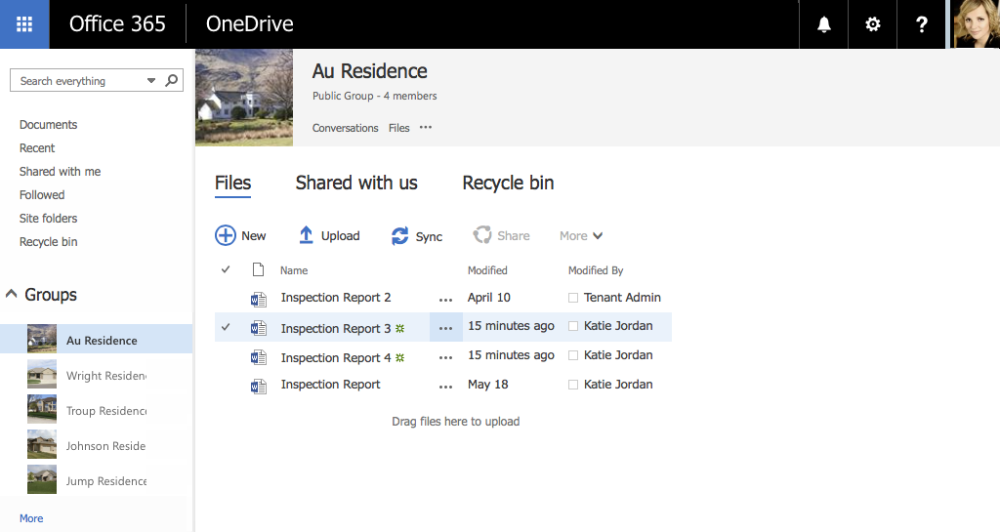 Office 365 OneDrive ?
Search everything
Documents
Recent
Shared with me
Followed
Site folders
Recycle bin
Groups
Au Residence
Wright Residen
Troup Residenc
Johnson Reside
Jump Residence
More
Au Residence
Public Group - 4 members
Conversations Files ···
Files Shared with us Recycle bin
New Upload Sync Share More
Name Modified Modified By
Inspection Report 2 ... April 10 Tenant Admin
Inspection Report 3 ... 15 minutes ago Katie Jordan
Inspection Report 4 ... 15 minutes ago Katie Jordan
Inspection Report ... May 18 Katie Jordan
Drag files here to upload